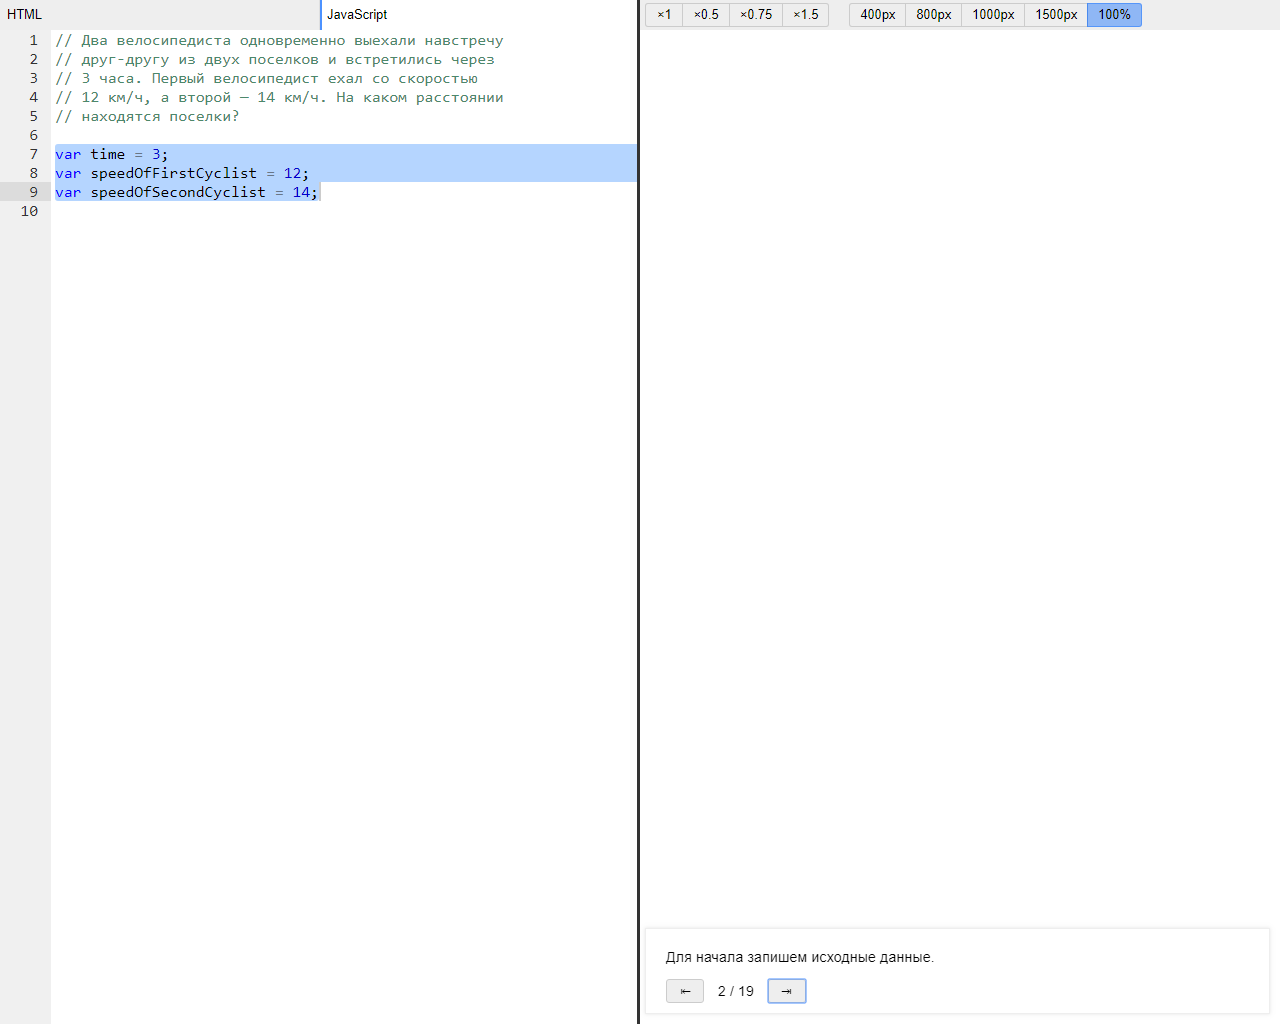 HTML
JavaScript
×1 ×0.5 ×0.75 ×1.5 400px 800px 1000px 1500px 100%
1 // Два велосипедиста одновременно выехали навстречу
2 // друг-другу из двух поселков и встретились через
3 // 3 часа. Первый велосипедист ехал со скоростью
4 // 12 км/ч, а второй — 14 км/ч. На каком расстоянии
5 // находятся поселки?
6
7 var time = 3;
8 var speedOfFirstCyclist = 12;
9 var speedOfSecondCyclist = 14;
10
Для начала запишем исходные данные.
⇤ 2 / 19 ⇥